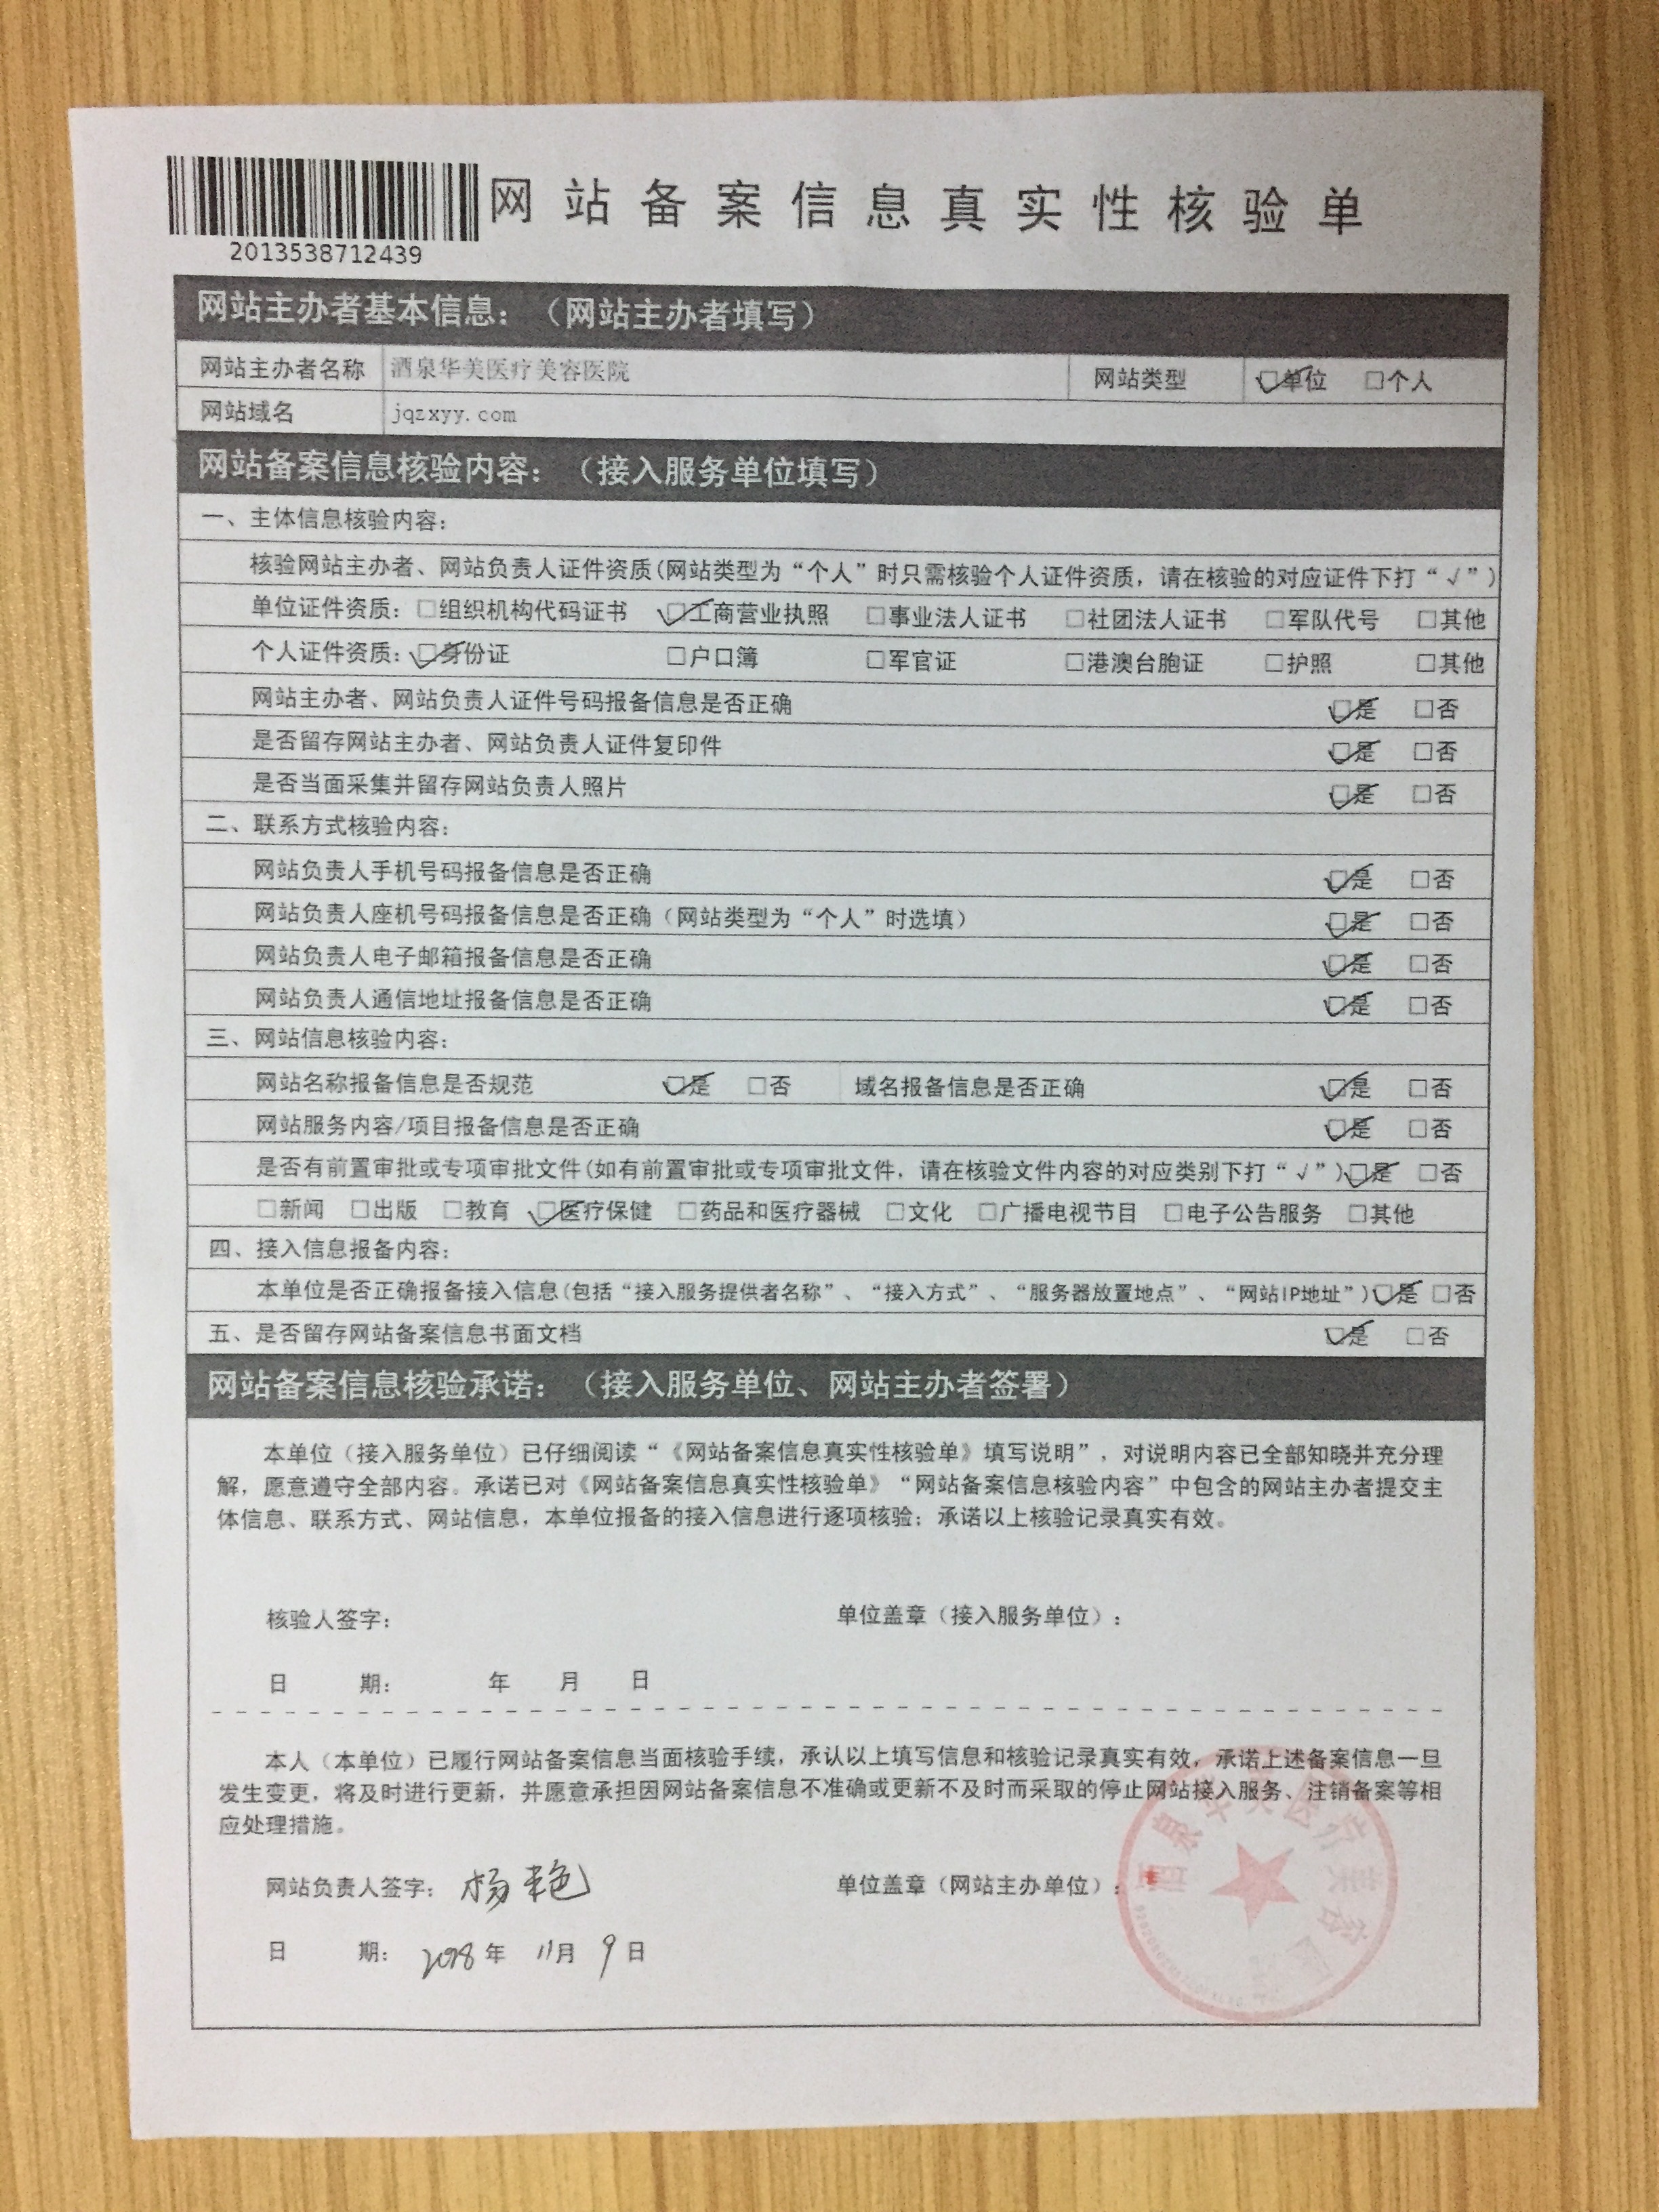 网站备案信息真实性核验单
2013538712439
网站主办者基本信息：（网站主办者填写）
网站主办者名称 酒泉华美医疗美容医院 网站类型 ☑单位 □个人
网站域名 jqzxyy.com
网站备案信息核验内容：（接入服务单位填写）
一、主体信息核验内容：
核验网站主办者、网站负责人证件资质(网站类型为“个人”时只需核验个人证件资质，请在核验的对应证件下打“√”)
单位证件资质：□组织机构代码证书 ☑工商营业执照 □事业法人证书 □社团法人证书 □军队代号 □其他
个人证件资质：☑身份证 □户口簿 □军官证 □港澳台胞证 □护照 □其他
网站主办者、网站负责人证件号码报备信息是否正确 ☑是 □否
是否留存网站主办者、网站负责人证件复印件 ☑是 □否
是否当面采集并留存网站负责人照片 ☑是 □否
二、联系方式核验内容：
网站负责人手机号码报备信息是否正确 ☑是 □否
网站负责人座机号码报备信息是否正确（网站类型为“个人”时选填） ☑是 □否
网站负责人电子邮箱报备信息是否正确 ☑是 □否
网站负责人通信地址报备信息是否正确 ☑是 □否
三、网站信息核验内容：
网站名称报备信息是否规范 ☑是 □否 域名报备信息是否正确 ☑是 □否
网站服务内容/项目报备信息是否正确 ☑是 □否
是否有前置审批或专项审批文件(如有前置审批或专项审批文件，请在核验文件内容的对应类别下打“√”)☑是 □否
□新闻 □出版 □教育 ☑医疗保健 □药品和医疗器械 □文化 □广播电视节目 □电子公告服务 □其他
四、接入信息报备内容：
本单位是否正确报备接入信息(包括“接入服务提供者名称”、“接入方式”、“服务器放置地点”、“网站IP地址”)☑是 □否
五、是否留存网站备案信息书面文档 ☑是 □否
网站备案信息核验承诺：（接入服务单位、网站主办者签署）
本单位（接入服务单位）已仔细阅读“《网站备案信息真实性核验单》填写说明”，对说明内容已全部知晓并充分理
解，愿意遵守全部内容。承诺已对《网站备案信息真实性核验单》“网站备案信息核验内容”中包含的网站主办者提交主
体信息、联系方式、网站信息，本单位报备的接入信息进行逐项核验；承诺以上核验记录真实有效。
核验人签字： 单位盖章（接入服务单位）：
日 期： 年 月 日
本人（本单位）已履行网站备案信息当面核验手续，承认以上填写信息和核验记录真实有效，承诺上述备案信息一旦
发生变更，将及时进行更新，并愿意承担因网站备案信息不准确或更新不及时而采取的停止网站接入服务、注销备案等相
应处理措施。
网站负责人签字：杨艳 单位盖章（网站主办单位）：
酒泉华美医疗美容医院
日 期：2018年 11月 9日